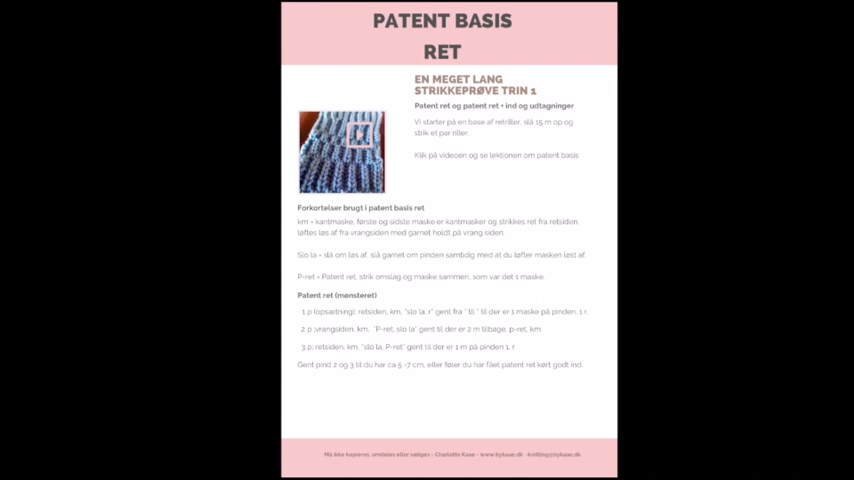 PATENT BASIS
RET
EN MEGET LANG
STRIKKEPRØVE TRIN 1
Patent ret og patent ret + ind og udtagninger
Vi starter på en base af retriller, slå 15 m op og
strik et par riller.
Klik på videoen og se lektionen om patent basis
Forkortelser brugt i patent basis ret
km = kantmaske, første og sidste maske er kantmasker og strikkes ret fra retsiden,
løftes løs af fra vrangsiden med garnet holdt på vrang siden.
Slo la = slå om løs af, slå garnet om pinden samtidig med at du løfter masken løst af.
P-ret = Patent ret, strik omslag og maske sammen, som var det 1 maske.
Patent ret (mønsteret)
1.p (opsætning): retsiden, km, *slo la, r* gent fra * til * til der er 1 maske på pinden, 1 r.
2.p ;vrangsiden, km, *P-ret, slo la* gent til der er 2 m tilbage. p-ret, km.
3.p; retsiden, km, *slo la, P-ret* gent til der er 1 m på pinden 1, r
Gent pind 2 og 3 til du har ca 5 -7 cm, eller føler du har fået patent ret kørt godt ind.
Må ikke kopieres, omdeles eller sælges - Charlotte Kaae - www.bykaae.dk -knitting@bykaae.dk